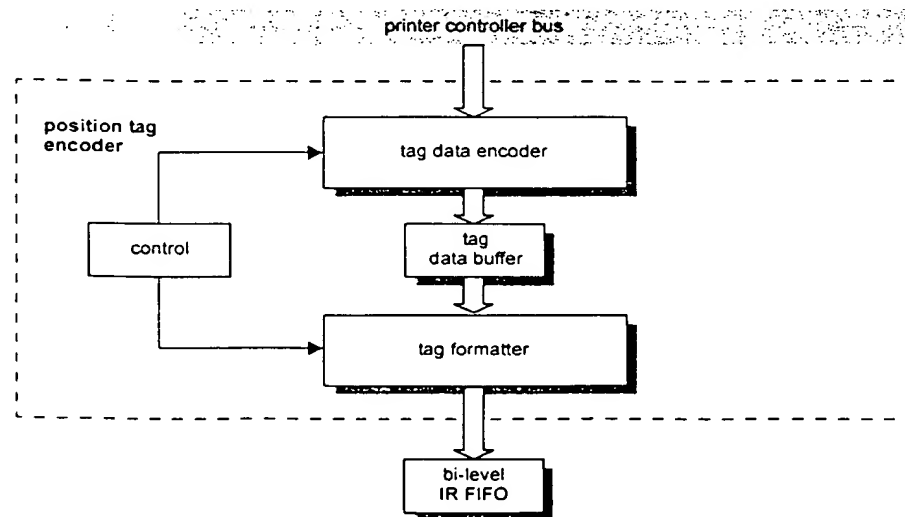 printer controller bus
position tag
encoder
tag data encoder
control
tag
data buffer
tag formatter
bi-level
IR FIFO